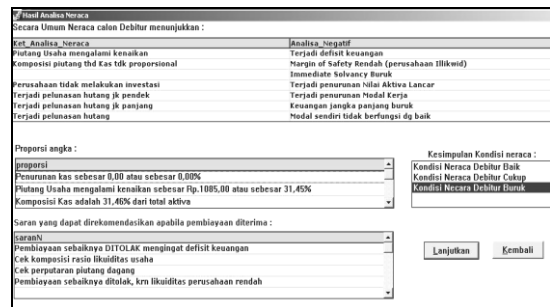 Hasil Analisa Neraca
Secara Umum Neraca calon Debitur menunjukkan :
Ket_Analisa_Neraca Analisa_Negatif
Piutang Usaha mengalami kenaikan Terjadi defisit keuangan
Komposisi piutang thd Kas tdk proporsional Margin of Safety Rendah (perusahaan Illikwid)
Immediate Solvancy Buruk
Perusahaan tidak melakukan investasi Terjadi penurunan Nilai Aktiva Lancar
Terjadi pelunasan hutang jk pendek Terjadi penurunan Modal Kerja
Terjadi pelunasan hutang jk panjang Keuangan jangka panjang buruk
Terjadi pelunasan hutang Modal sendiri tidak berfungsi dg baik
Proporsi angka :
proporsi
Penurunan kas sebesar 0,00 atau sebesar 0,00%
Piutang Usaha mengalami kenaikan sebesar Rp.1085,00 atau sebesar 31,45%
Komposisi Kas adalah 31,46% dari total aktiva
Kesimpulan Kondisi neraca :
Kondisi Neraca Debitur Baik
Kondisi Neraca Debitur Cukup
Kondisi Necara Debitur Buruk
Saran yang dapat direkomendasikan apabila pembiayaan diterima :
saranN
Pembiayaan sebaiknya DITOLAK mengingat defisit keuangan
Cek komposisi rasio likuiditas usaha
Cek perputaran piutang dagang
Pembiayaan sebaiknya ditolak, krn likuiditas perusahaan rendah
Lanjutkan Kembali